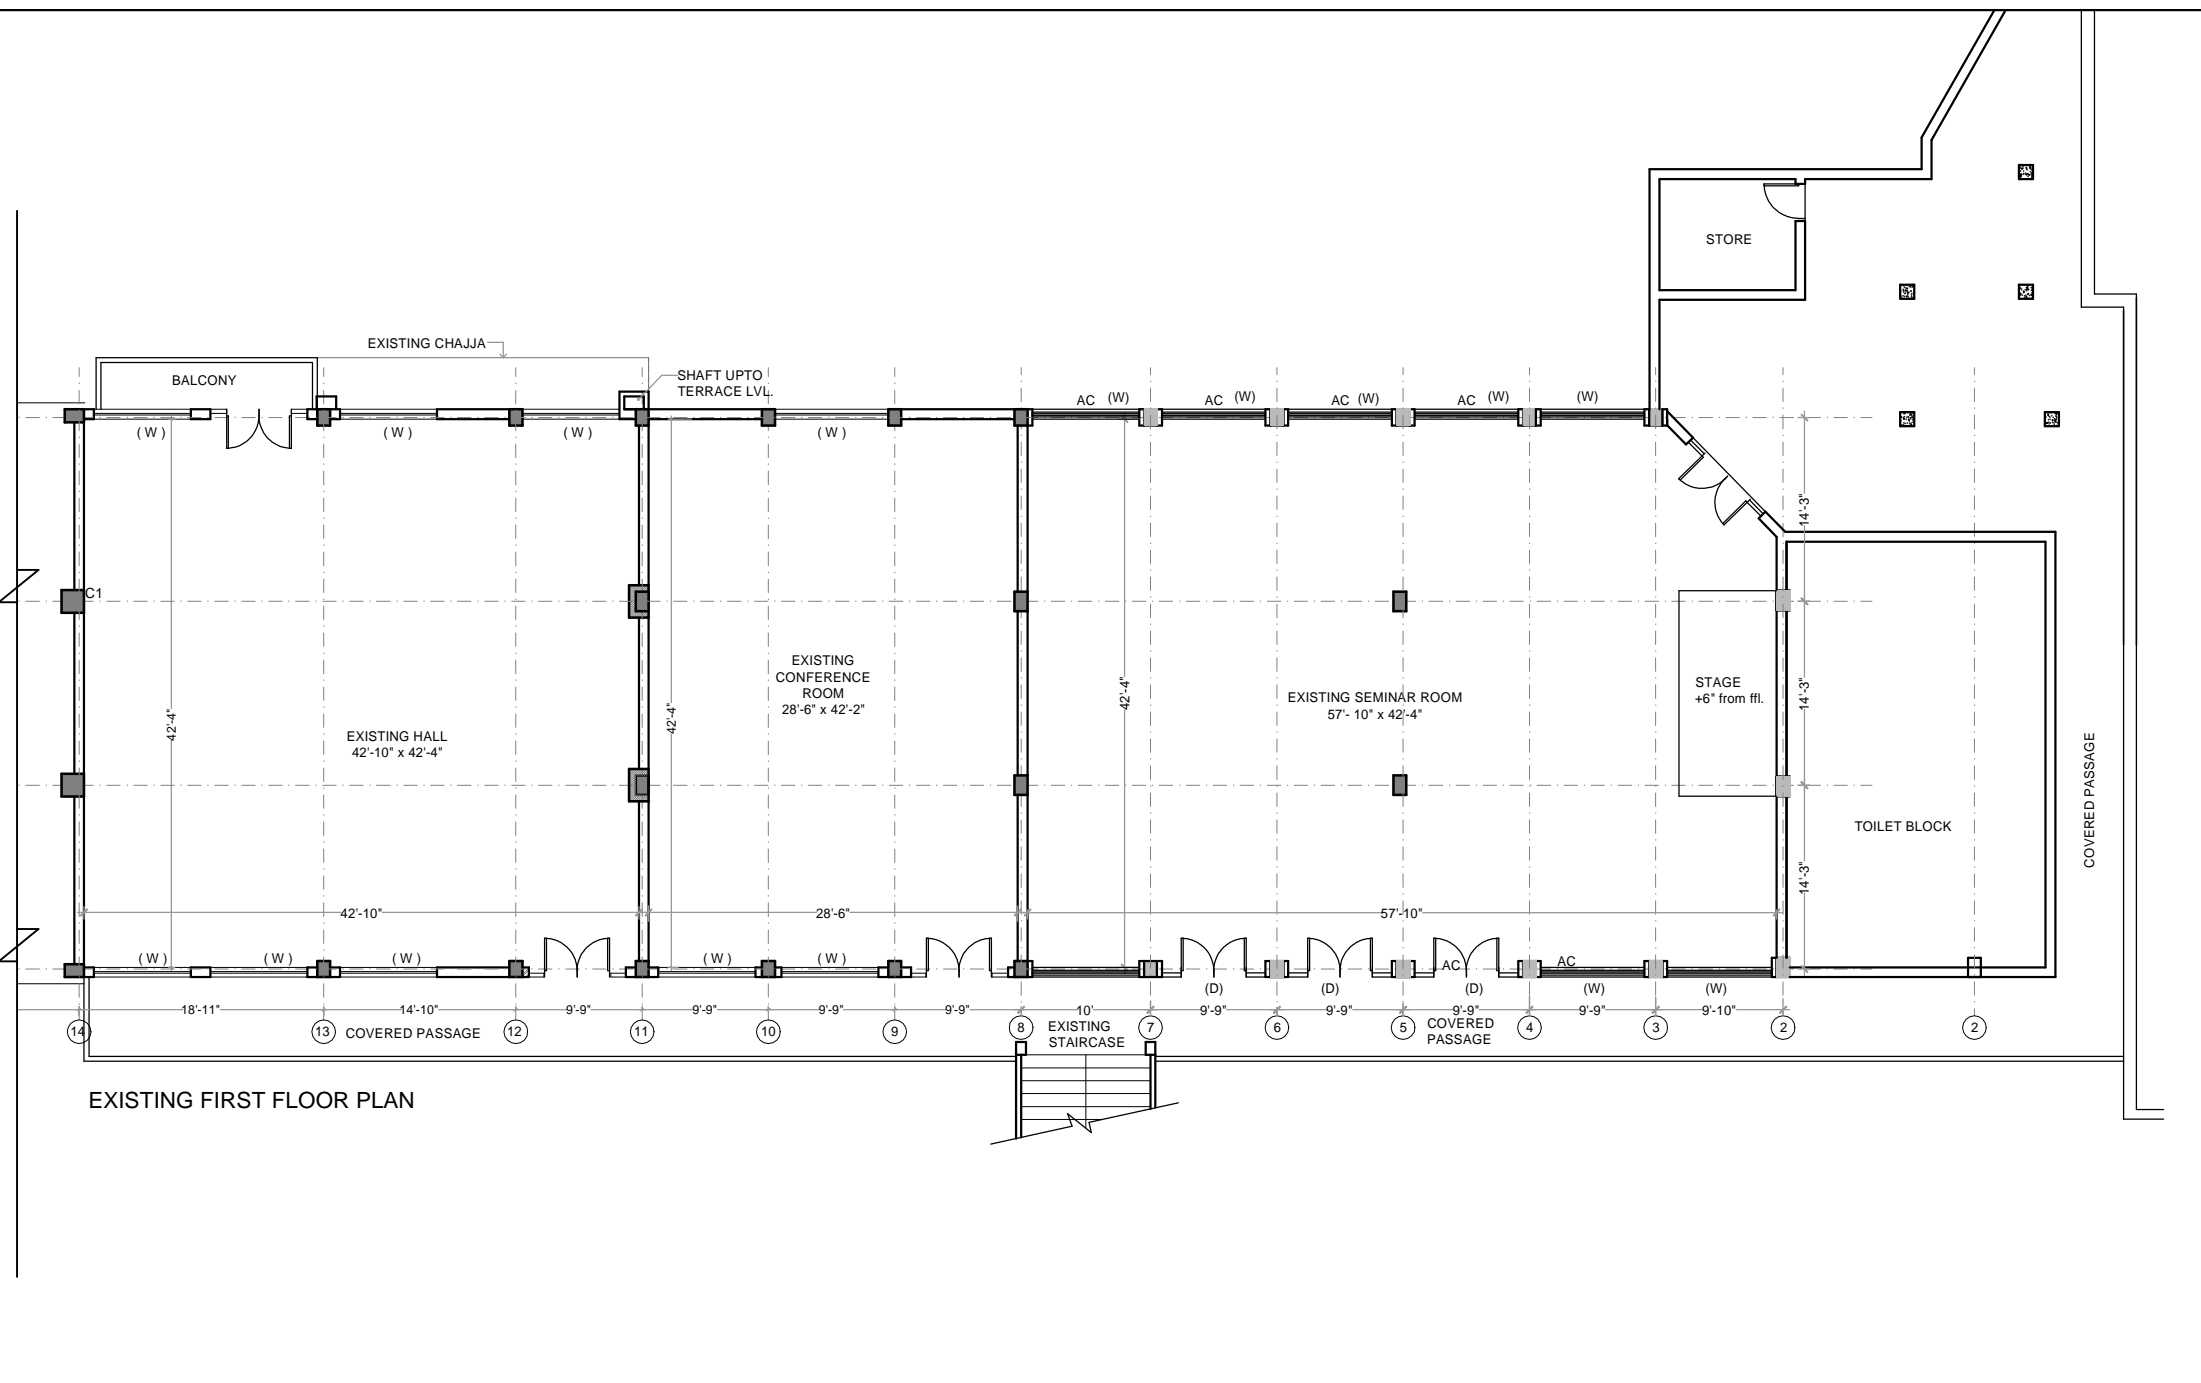 STORE
EXISTING CHAJJA
BALCONY
SHAFT UPTO
TERRACE LVL.
AC (W)
AC (W)
AC (W)
AC (W)
(W)
( W )
( W )
( W )
( W )
14'-3"
C1
EXISTING
CONFERENCE
ROOM
28'-6" x 42'-2"
EXISTING HALL
42'-10" x 42'-4"
42'-4"
42'-4"
42'-4"
EXISTING SEMINAR ROOM
57'- 10" x 42'-4"
STAGE
+6" from ffl.
14'-3"
TOILET BLOCK
COVERED PASSAGE
14'-3"
42'-10"
28'-6"
57'-10"
( W )
( W )
( W )
( W )
( W )
AC
AC
(D)
(D)
(D)
(W)
(W)
18'-11"
14'-10"
9'-9"
9'-9"
9'-9"
9'-9"
10'
9'-9"
9'-9"
9'-9"
9'-9"
9'-10"
14
13
12
11
10
9
8
7
6
5
4
3
2
2
COVERED PASSAGE
EXISTING
STAIRCASE
COVERED
PASSAGE
EXISTING FIRST FLOOR PLAN